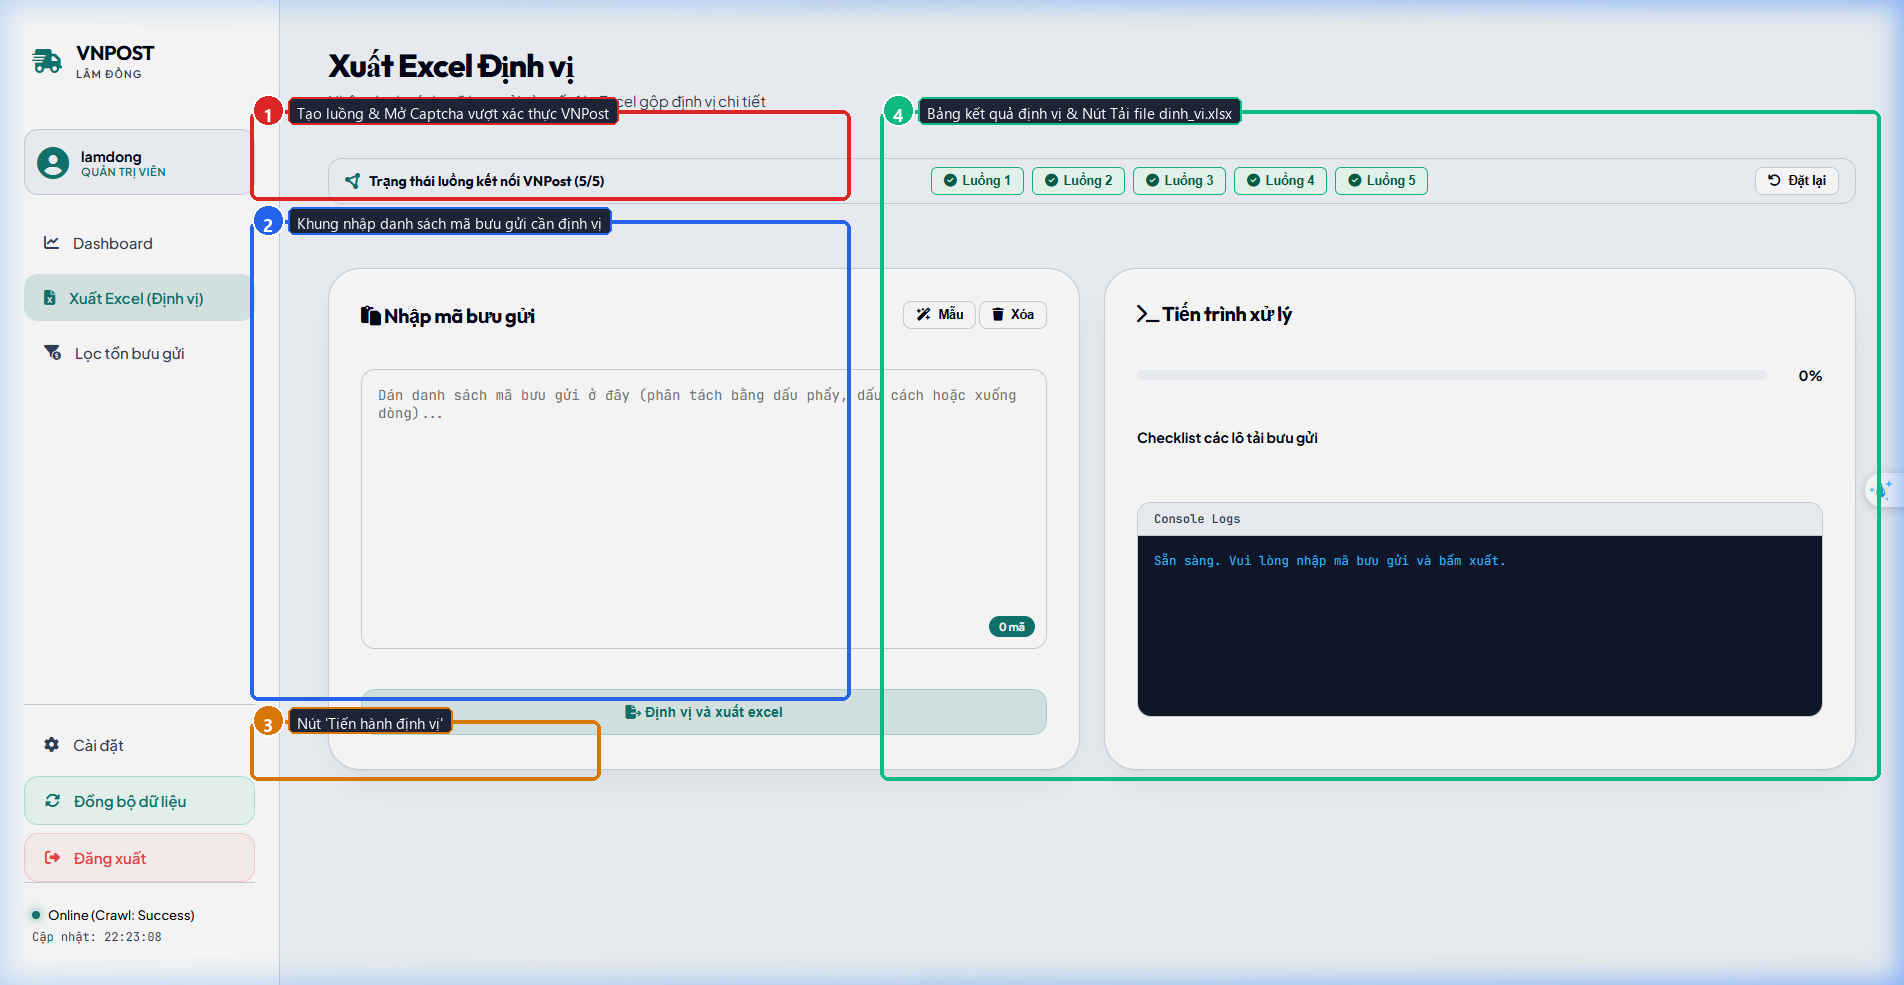 VNPOST
LÂM ĐỒNG
lamdong
QUẢN TRỊ VIÊN
Dashboard
Xuất Excel (Định vị)
Lọc tồn bưu gửi
Cài đặt
Đồng bộ dữ liệu
Đăng xuất
Online (Crawl: Success)
Cập nhật: 22:23:08
Xuất Excel Định vị
Excel gộp định vị chi tiết
1 Tạo luồng & Mở Captcha vượt xác thực VNPost
Trạng thái luồng kết nối VNPost (5/5)
Luồng 1
Luồng 2
Luồng 3
Luồng 4
Luồng 5
Đặt lại
2 Khung nhập danh sách mã bưu gửi cần định vị
Nhập mã bưu gửi
Mẫu
Xóa
Dán danh sách mã bưu gửi ở đây (phân tách bằng dấu phẩy, dấu cách hoặc xuống
dòng)...
0 mã
Định vị và xuất excel
3 Nút 'Tiến hành định vị'
4 Bảng kết quả định vị & Nút Tải file dinh_vi.xlsx
Tiến trình xử lý
0%
Checklist các lô tải bưu gửi
Console Logs
Sẵn sàng. Vui lòng nhập mã bưu gửi và bấm xuất.